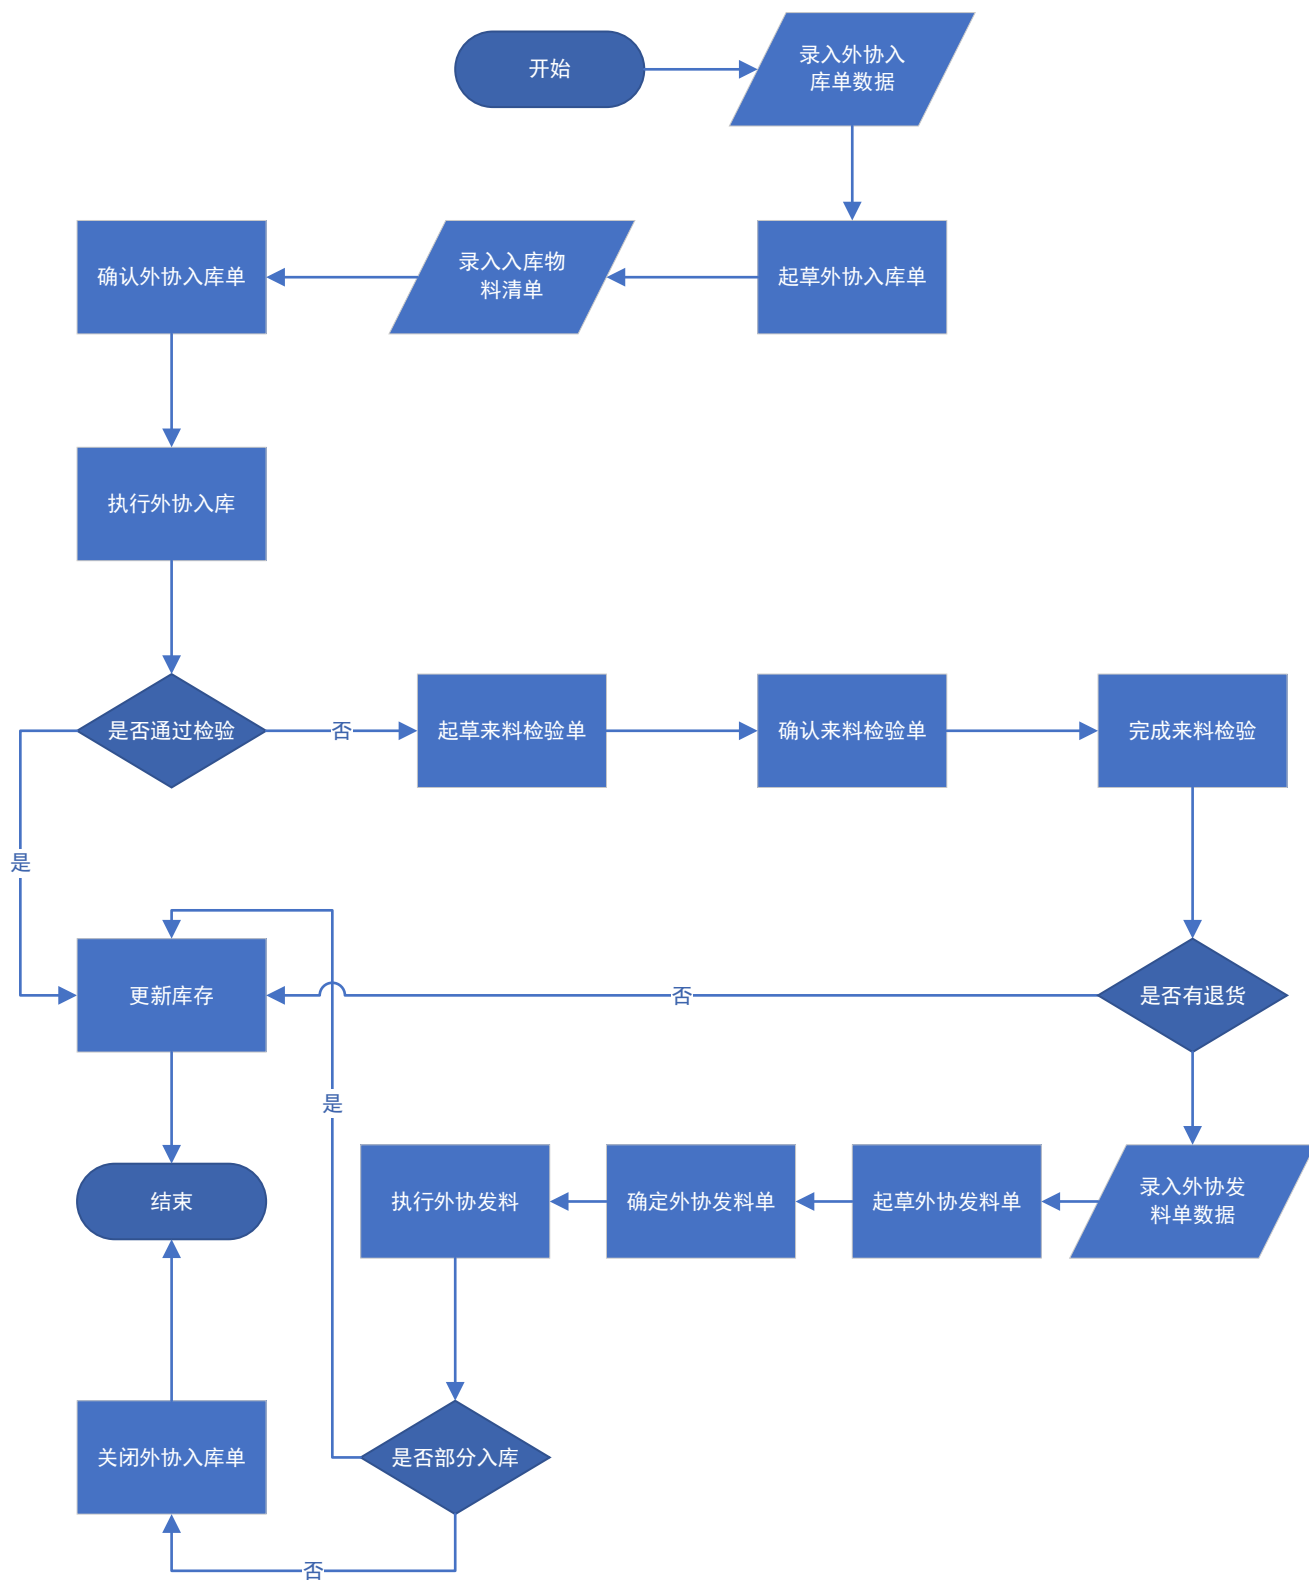 开始
录入外协入
库单数据
确认外协入库单
录入入库物
料清单
起草外协入库单
执行外协入库
是否通过检验
否
起草来料检验单
确认来料检验单
完成来料检验
是
更新库存
否
是否有退货
是
结束
执行外协发料
确定外协发料单
起草外协发料单
录入外协发
料单数据
关闭外协入库单
是否部分入库
否